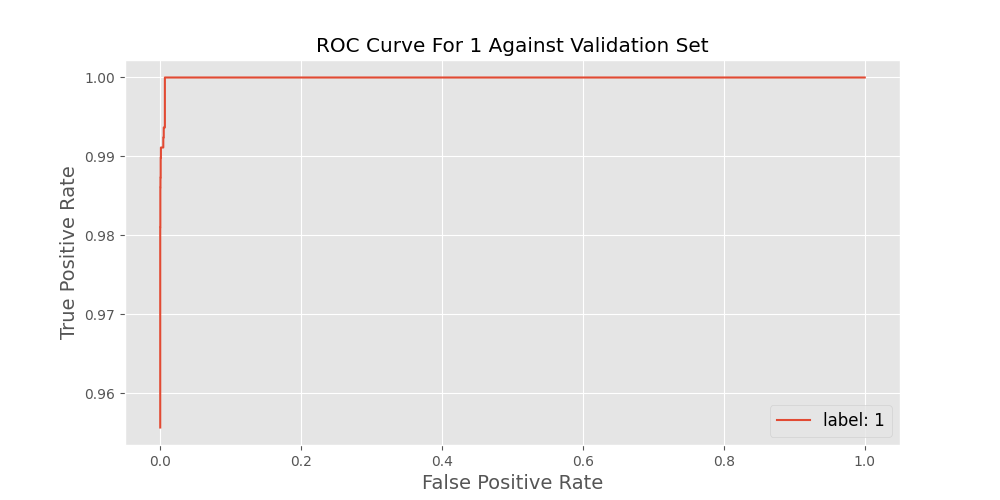 ROC Curve For 1 Against Validation Set
True Positive Rate
1.00
0.99
0.98
0.97
0.96
label: 1
0.0 0.2 0.4 0.6 0.8 1.0
False Positive Rate